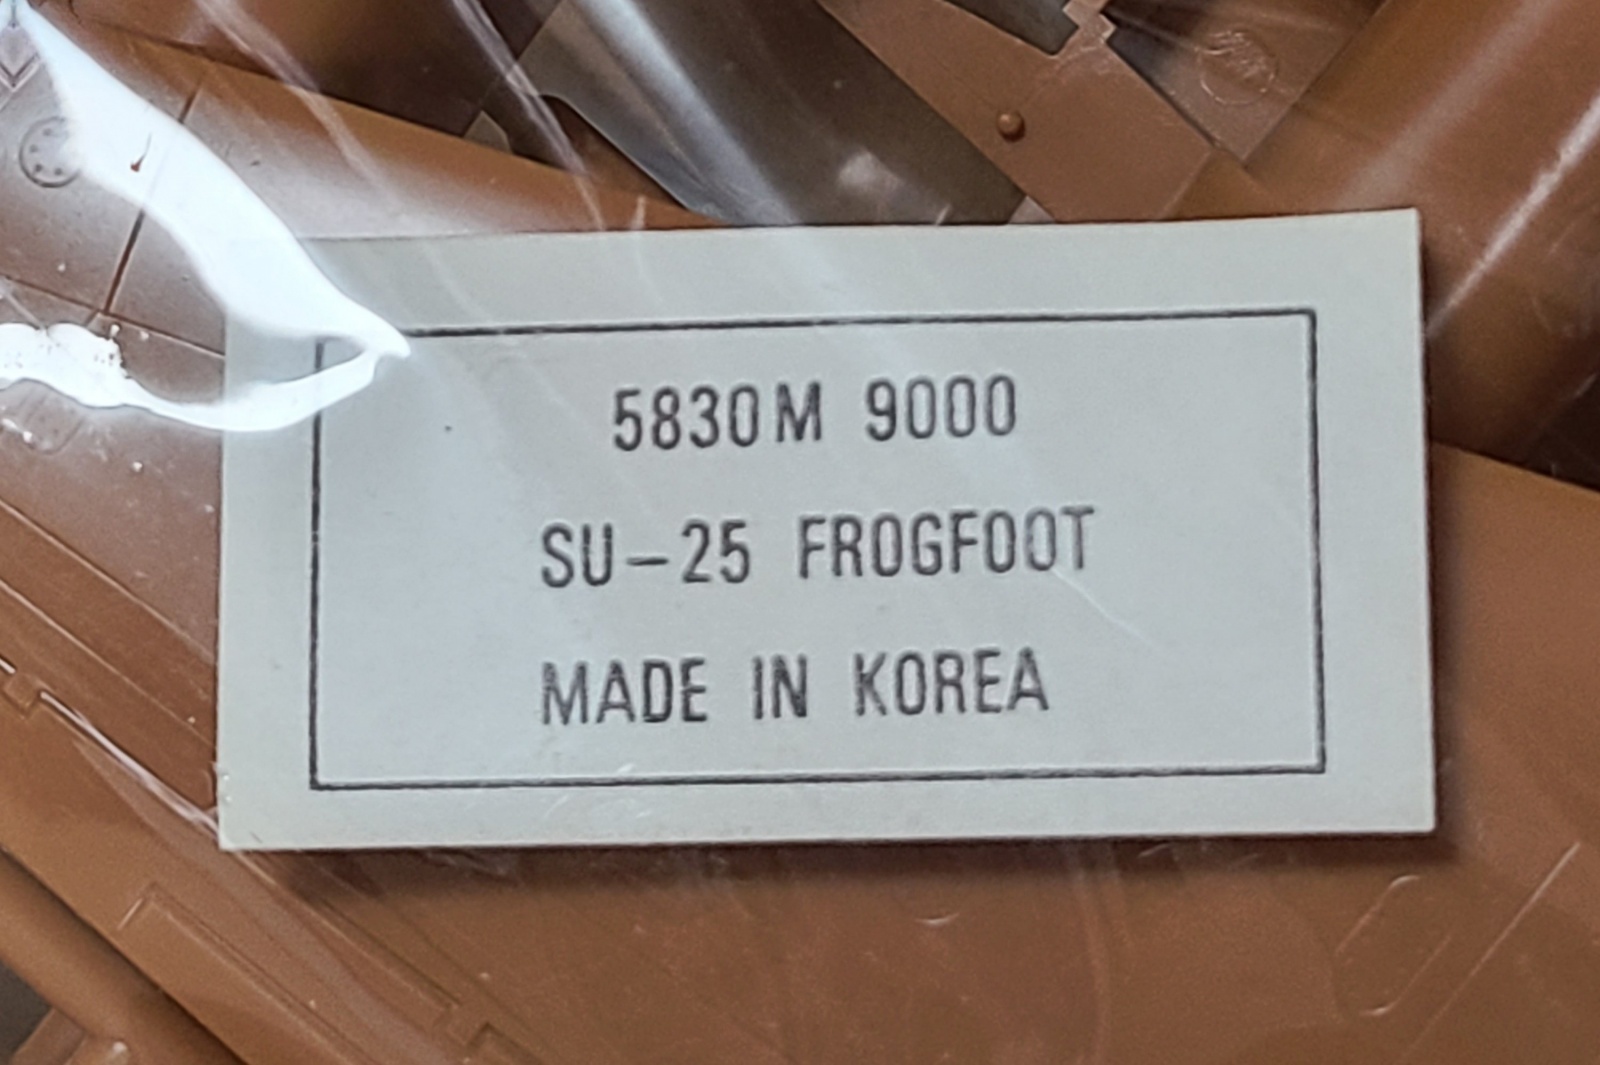 5830M 9000
SU-25 FROGFOOT
MADE IN KOREA